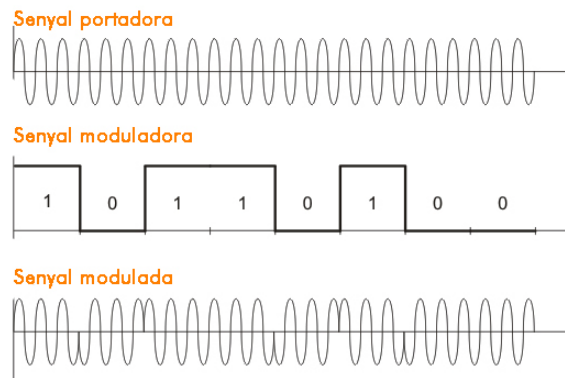 Senyal portadora
Senyal moduladora
1 0 1 1 0 1 0 0
Senyal modulada